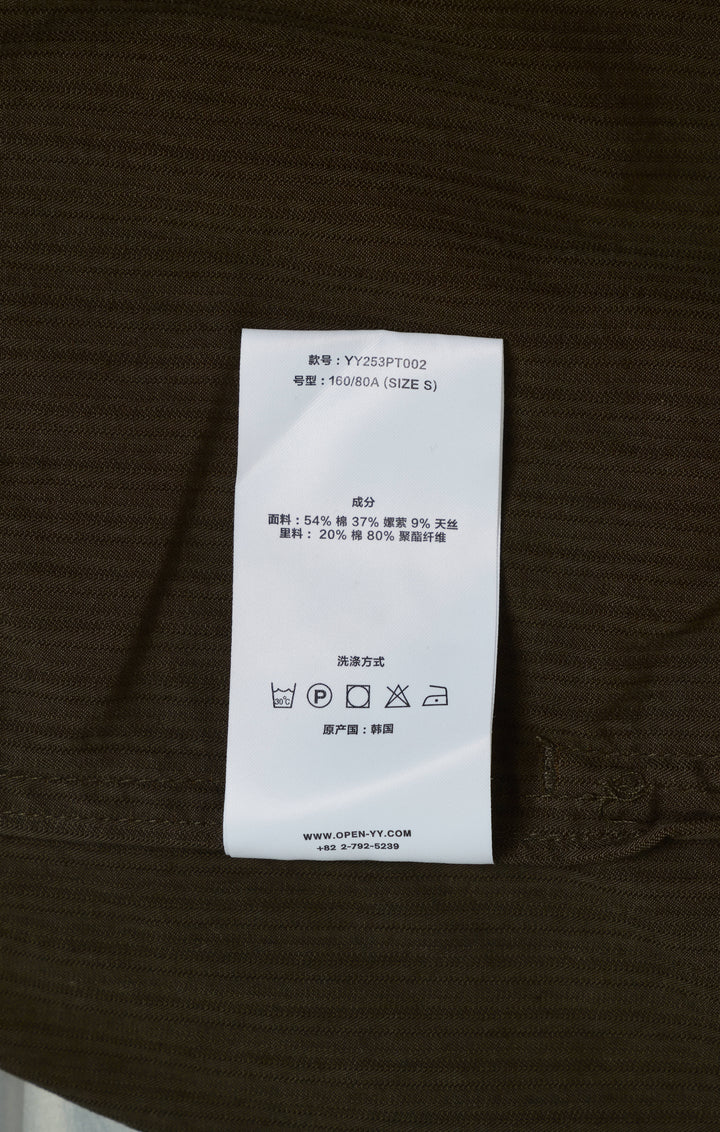 款号：YY253PT002
号型：160/80A (SIZE S)
成分
面料：54% 棉 37% 嫘萦 9% 天丝
里料： 20% 棉 80% 聚酯纤维
洗涤方式
30°C P
原产国：韩国
WWW.OPEN-YY.COM
+82 2-792-5239